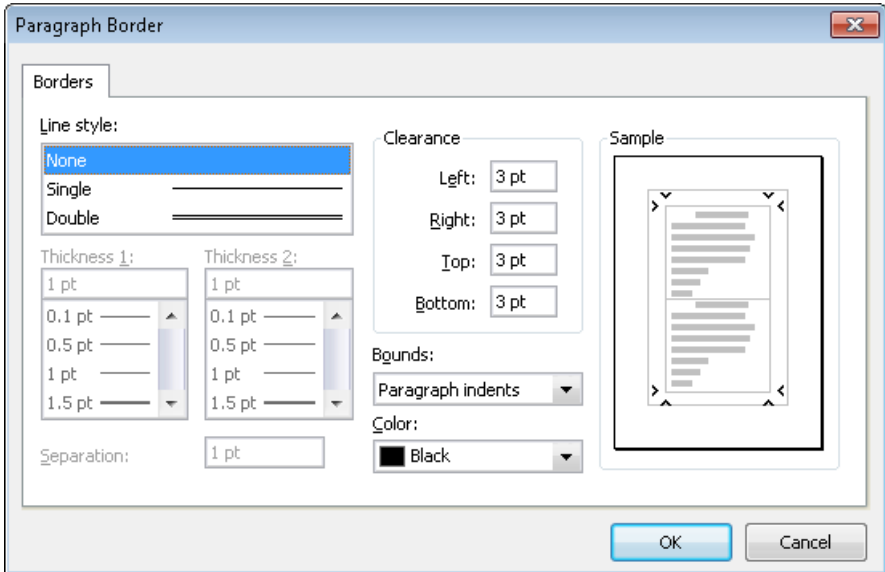 Paragraph Border
Borders
Line style:
None
Single
Double
Thickness 1:
1 pt
0.1 pt
0.5 pt
1 pt
1.5 pt
Thickness 2:
1 pt
0.1 pt
0.5 pt
1 pt
1.5 pt
Separation:
1 pt
Clearance
Left: 3 pt
Right: 3 pt
Top: 3 pt
Bottom: 3 pt
Bounds:
Paragraph indents
Color:
Black
Sample
OK
Cancel